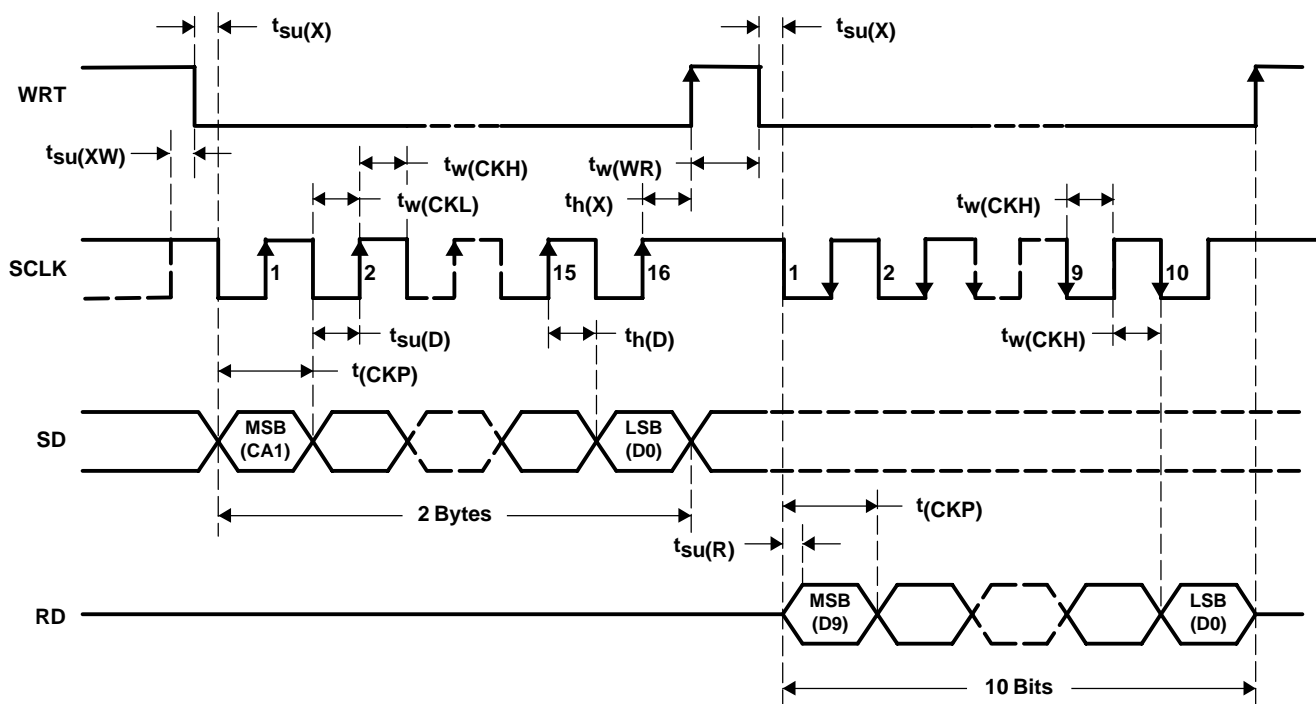 tsu(X) tsu(X)
WRT
tsu(XW) tw(CKH) tw(WR)
tw(CKL) th(X) tw(CKH)
SCLK 1 2 15 16 1 2 9 10
tsu(D) th(D) tw(CKH)
t(CKP)
SD MSB LSB
(CA1) (D0)
2 Bytes t(CKP)
tsu(R)
RD MSB LSB
(D9) (D0)
10 Bits